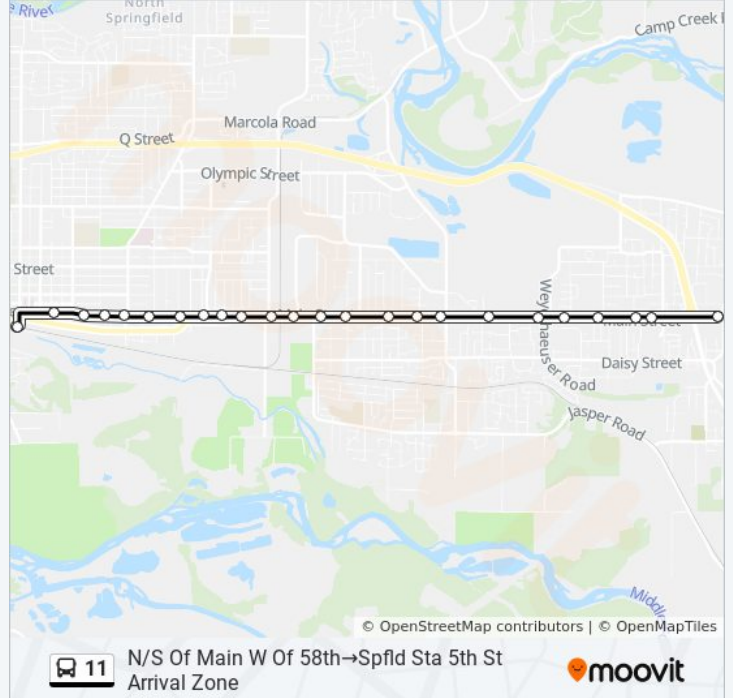 e River
North
Springfield
Camp Creek R
Marcola Road
Q Street
Olympic Street
Street
Weyerhaeuser Road
Main Street
Daisy Street
Jasper Road
Middle
© OpenStreetMap contributors | © OpenMapTiles
11
N/S Of Main W Of 58th→Spfld Sta 5th St
Arrival Zone
moovit